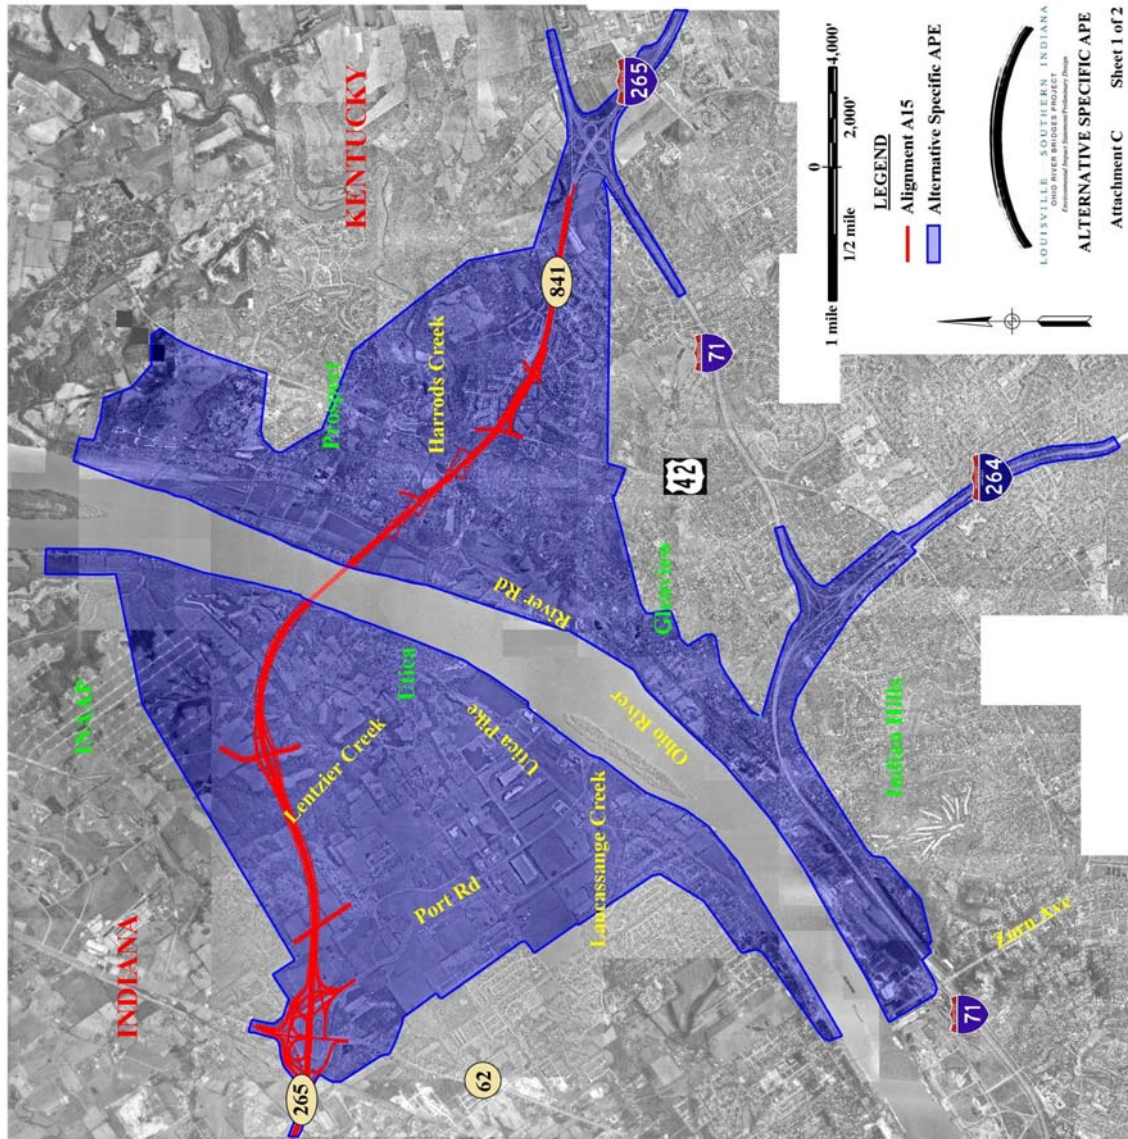 INDIANA
KENTUCKY
INAAP
Prospect
Harrods Creek
Utica
Lentzier Creek
Utica Pike
Port Rd
Lancassange Creek
River Rd
Ohio River
Glenview
Indian Hills
Zorn Ave
265
62
841
265
71
42
264
71
1 mile 1/2 mile 0 2,000' 4,000'
LEGEND
Alignment A15
Alternative Specific APE
LOUISVILLE SOUTHERN INDIANA
OHIO RIVER BRIDGES PROJECT
Environmental Impact Statement/Preliminary Design
ALTERNATIVE SPECIFIC APE
Attachment C Sheet 1 of 2